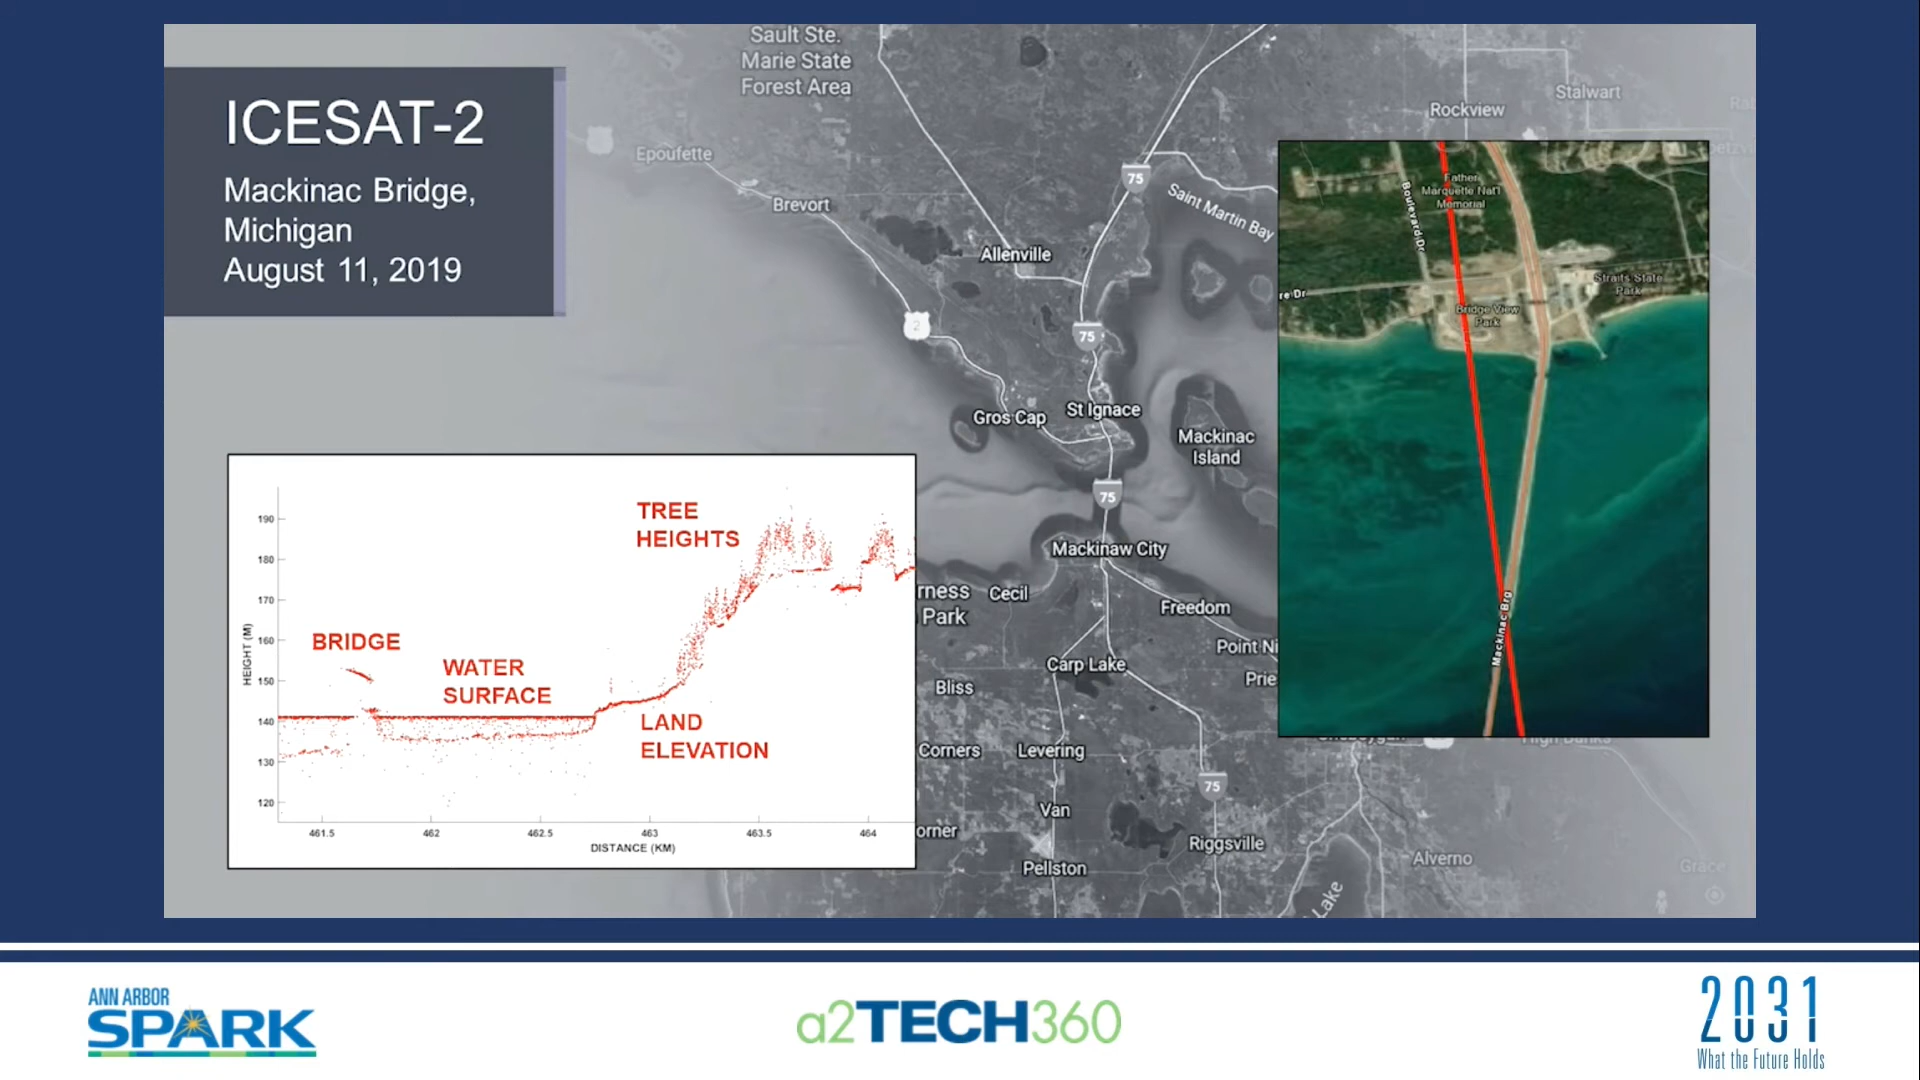 ICESAT-2
Mackinac Bridge,
Michigan
August 11, 2019
Sault Ste.
Marie State
Forest Area
Epoufette
Brevort
Allenville
75
Saint Martin Bay
Rockview
Stalwart
2
75
Gros Cap
St Ignace
Mackinac
Island
75
Mackinaw City
rness
Park
Cecil
Freedom
Point Ni
Carp Lake
Prie
Bliss
Corners
Levering
75
Van
orner
Riggsville
Pellston
Alverno
Lake
Grace
High Banks
Father
Marquette Nat'l
Memorial
Boulevard Dr
re Dr
Straits State
Park
Bridge View
Park
Mackinac Brg
TREE
HEIGHTS
BRIDGE
WATER
SURFACE
LAND
ELEVATION
HEIGHT (M)
190
180
170
160
150
140
130
120
461.5
462
462.5
463
463.5
464
DISTANCE (KM)
ANN ARBOR
SPARK
a2TECH360
2031
What the Future Holds